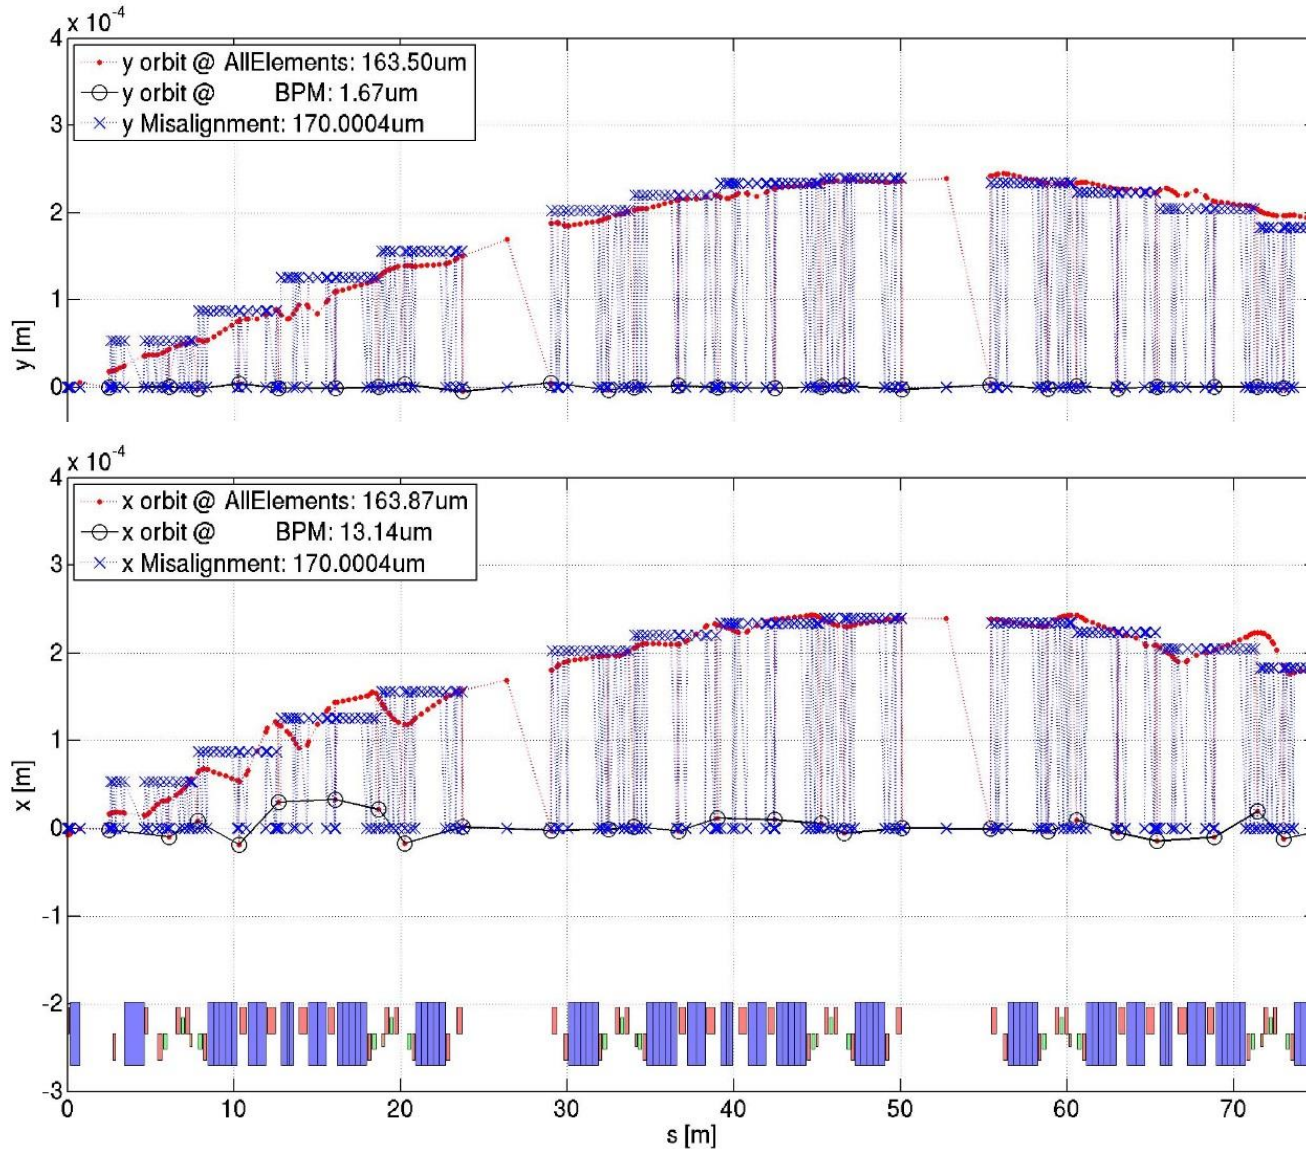 x 10-4
4
3
2
1
0
y [m]
y orbit @ AllElements: 163.50um
y orbit @ BPM: 1.67um
y Misalignment: 170.0004um
x 10-4
4
3
2
1
0
-1
-2
-3
x [m]
x orbit @ AllElements: 163.87um
x orbit @ BPM: 13.14um
x Misalignment: 170.0004um
0 10 20 30 40 50 60 70
s [m]